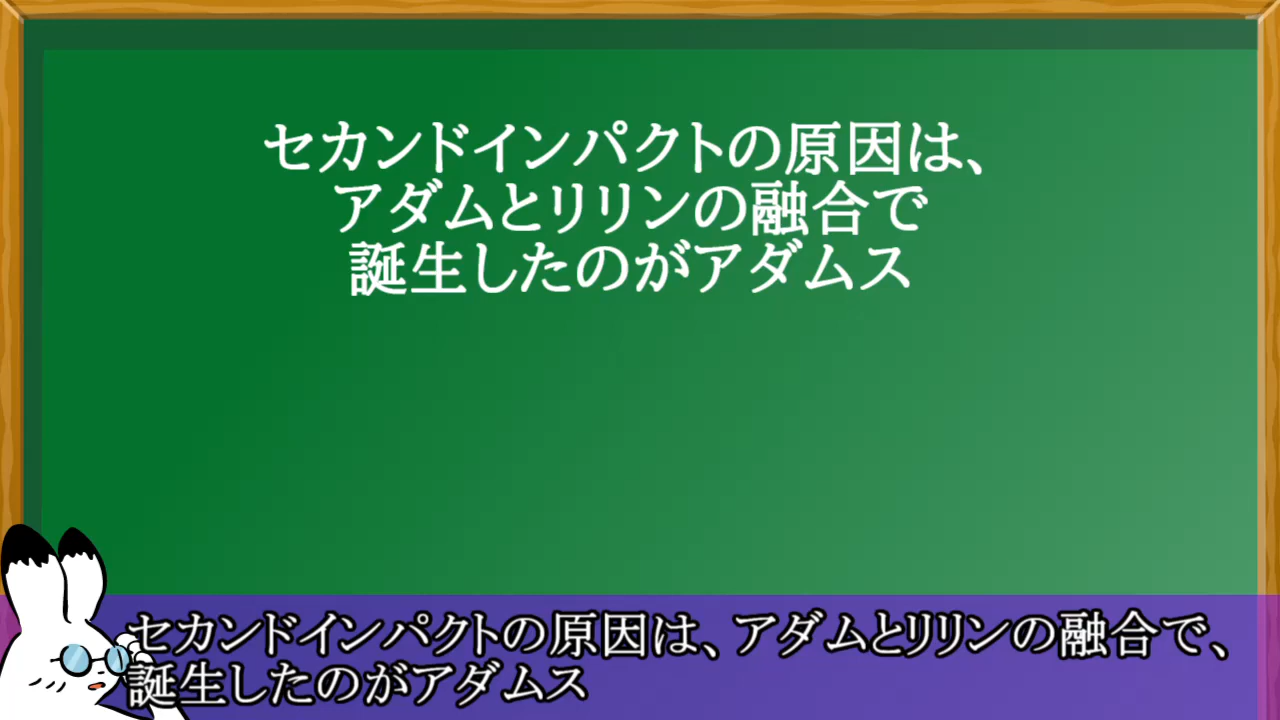 セカンドインパクトの原因は、
アダムとリリンの融合で
誕生したのがアダムス
セカンドインパクトの原因は、アダムとリリンの融合で、
誕生したのがアダムス